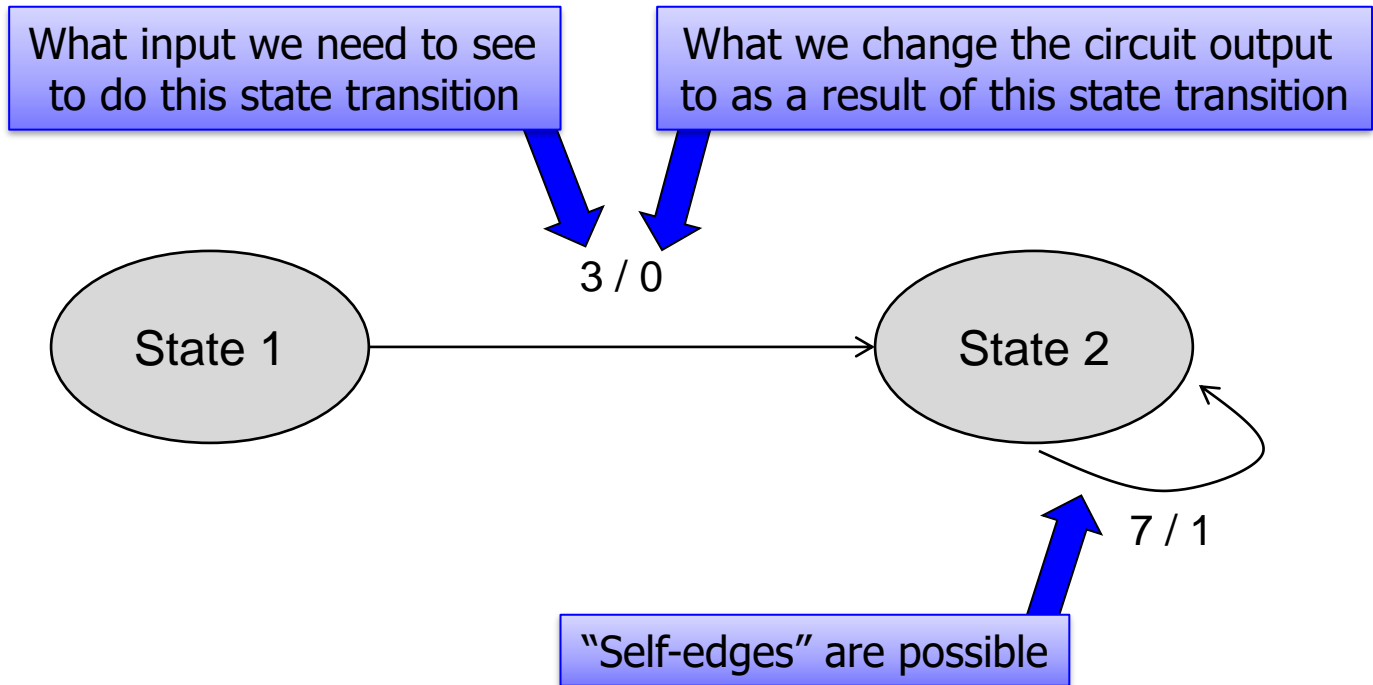 What input we need to see
to do this state transition
What we change the circuit output
to as a result of this state transition
3 / 0
State 1
State 2
7 / 1
“Self-edges” are possible